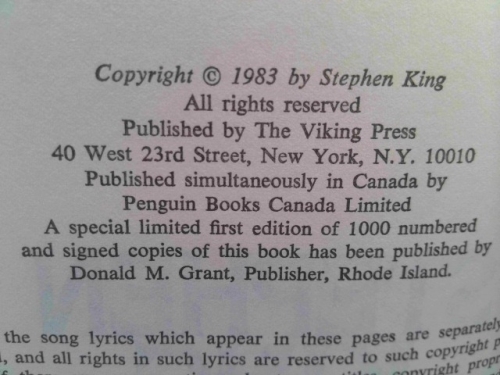 Copyright © 1983 by Stephen King
All rights reserved
Published by The Viking Press
40 West 23rd Street, New York, N.Y. 10010
Published simultaneously in Canada by
Penguin Books Canada Limited
A special limited first edition of 1000 numbered
and signed copies of this book has been published by
Donald M. Grant, Publisher, Rhode Island.
the song lyrics which appear in these pages are separately
and all rights in such lyrics are reserved to such copyright